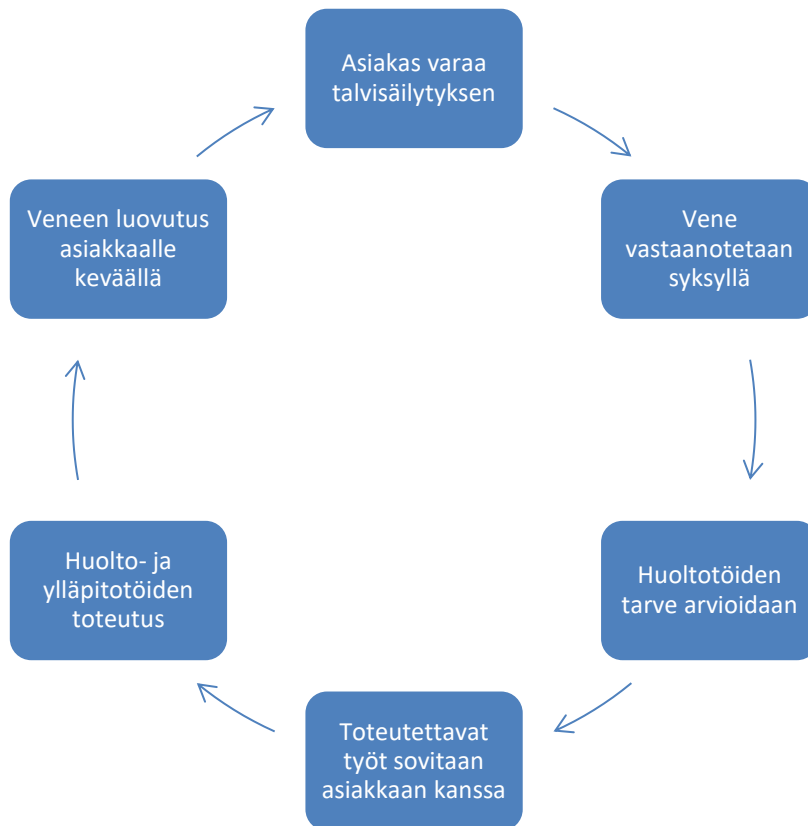 Asiakas varaa
talvisäilytyksen
Vene
vastaanotetaan
syksyllä
Huoltotöiden
tarve arvioidaan
Toteutettavat
työt sovitaan
asiakkaan kanssa
Huolto- ja
ylläpitotöiden
toteutus
Veneen luovutus
asiakkaalle
keväällä